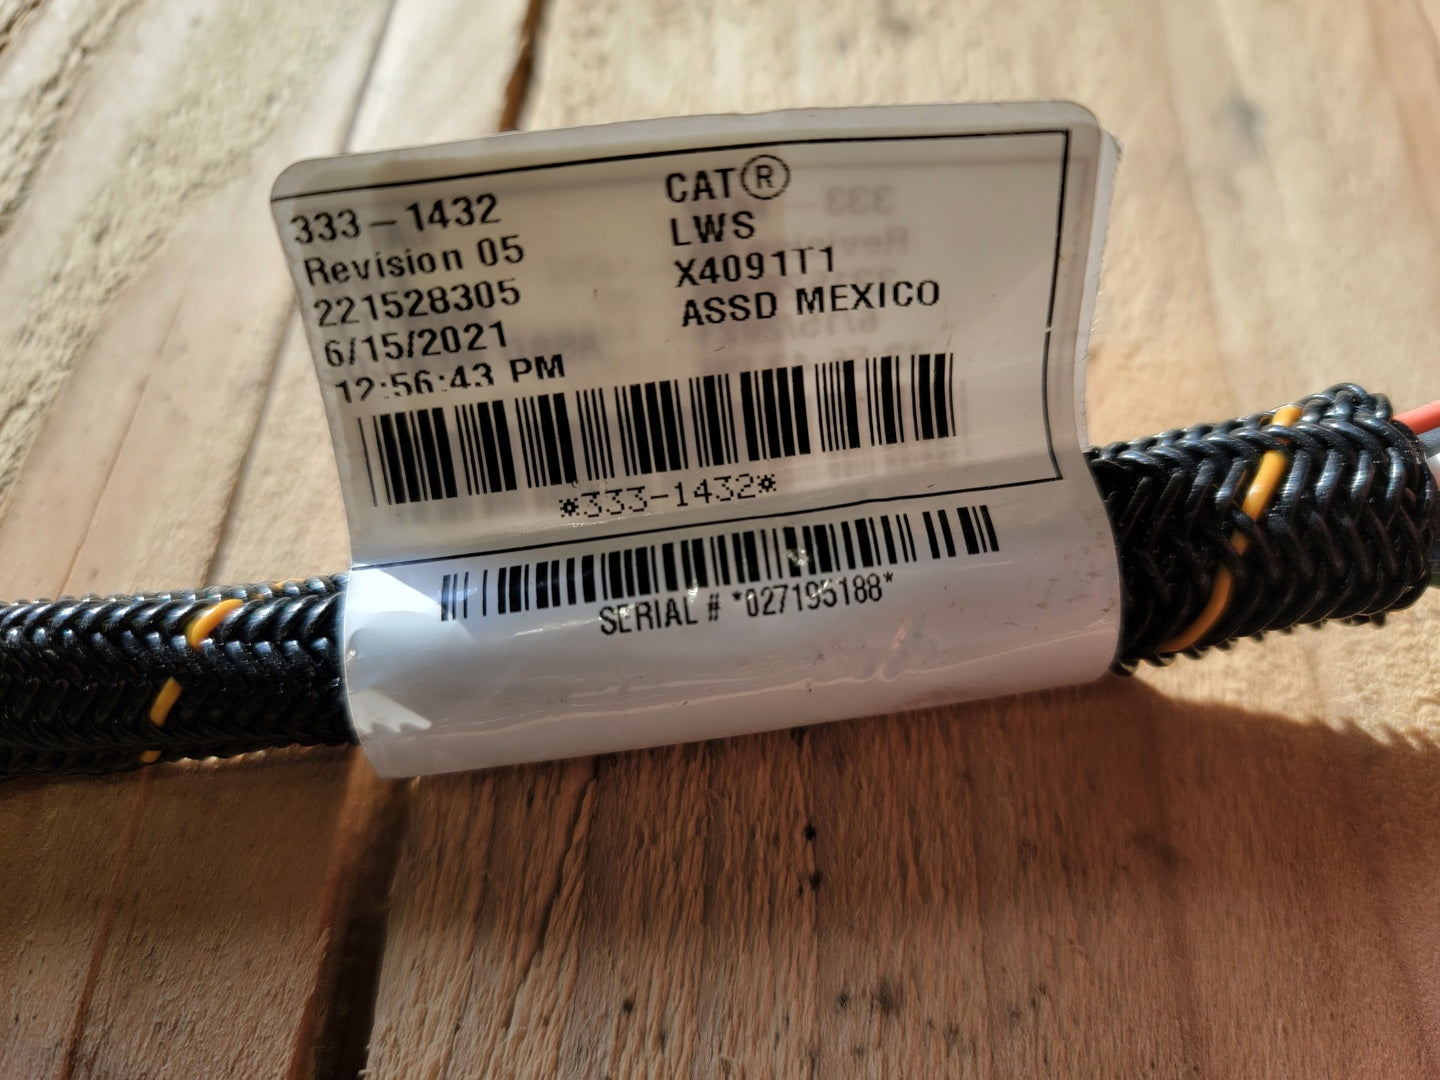 333-1432
Revision 05
221528305
6/15/2021
12:56:43 PM
CAT®
LWS
X4091T1
ASSD MEXICO
*333-1432*
SERIAL # *027195188*